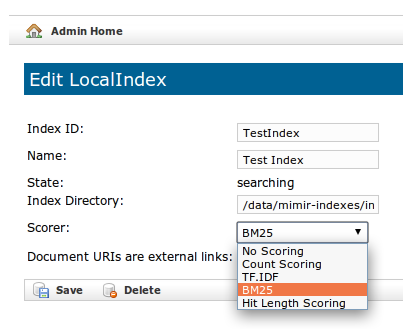 Admin Home
Edit LocalIndex
Index ID: TestIndex
Name: Test Index
State: searching
Index Directory: /data/mimir-indexes/in
Scorer: BM25
Document URIs are external links:
No Scoring
Count Scoring
TF.IDF
BM25
Hit Length Scoring
Save Delete